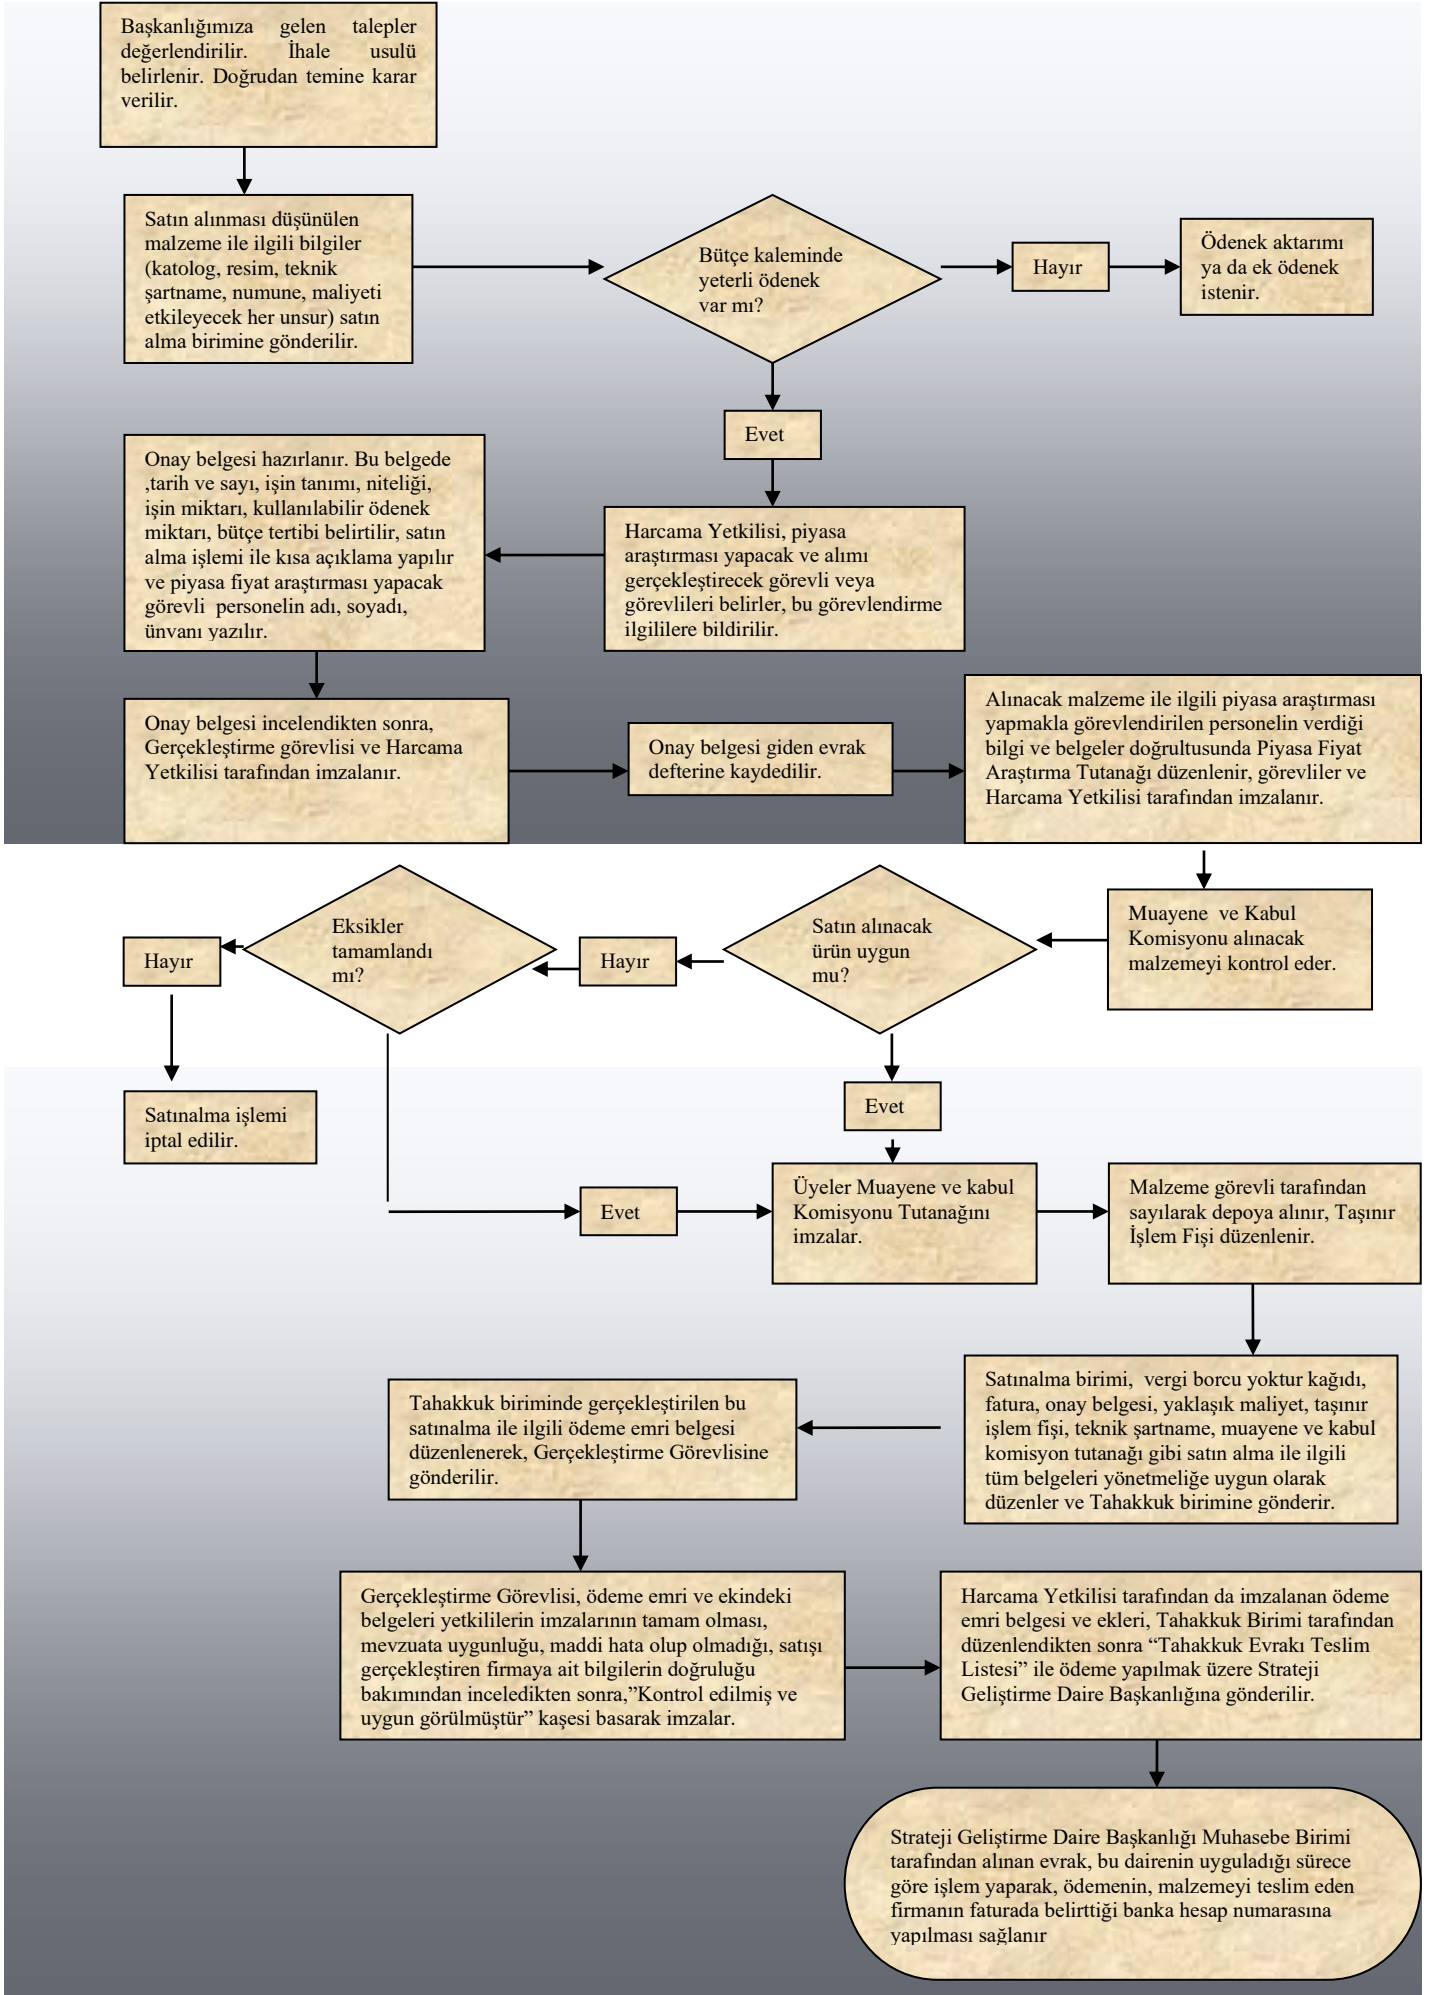 Başkanlığımıza gelen talepler
değerlendirilir. İhale usulü
belirlenir. Doğrudan temine karar
verilir.
Satın alınması düşünülen
malzeme ile ilgili bilgiler
(katolog, resim, teknik
şartname, numune, maliyeti
etkileyecek her unsur) satın
alma birimine gönderilir.
Bütçe kaleminde
yeterli ödenek
var mı?
Hayır
Ödenek aktarımı
ya da ek ödenek
istenir.
Evet
Harcama Yetkilisi, piyasa
araştırması yapacak ve alımı
gerçekleştirecek görevli veya
görevlileri belirler, bu görevlendirme
ilgililere bildirilir.
Onay belgesi hazırlanır. Bu belgede
,tarih ve sayı, işin tanımı, niteliği,
işin miktarı, kullanılabilir ödenek
miktarı, bütçe tertibi belirtilir, satın
alma işlemi ile kısa açıklama yapılır
ve piyasa fiyat araştırması yapacak
görevli  personelin adı, soyadı,
ünvanı yazılır.
Onay belgesi incelendikten sonra,
Gerçekleştirme görevlisi ve Harcama
Yetkilisi tarafından imzalanır.
Onay belgesi giden evrak
defterine kaydedilir.
Alınacak malzeme ile ilgili piyasa araştırması
yapmakla görevlendirilen personelin verdiği
bilgi ve belgeler doğrultusunda Piyasa Fiyat
Araştırma Tutanağı düzenlenir, görevliler ve
Harcama Yetkilisi tarafından imzalanır.
Muayene  ve Kabul
Komisyonu alınacak
malzemeyi kontrol eder.
Satın alınacak
ürün uygun
mu?
Hayır
Eksikler
tamamlandı
mı?
Hayır
Satınalma işlemi
iptal edilir.
Evet
Evet
Üyeler Muayene ve kabul
Komisyonu Tutanağını
imzalar.
Malzeme görevli tarafından
sayılarak depoya alınır, Taşınır
İşlem Fişi düzenlenir.
Satınalma birimi,  vergi borcu yoktur kağıdı,
fatura, onay belgesi, yaklaşık maliyet, taşınır
işlem fişi, teknik şartname, muayene ve kabul
komisyon tutanağı gibi satın alma ile ilgili
tüm belgeleri yönetmeliğe uygun olarak
düzenler ve Tahakkuk birimine gönderir.
Tahakkuk biriminde gerçekleştirilen bu
satınalma ile ilgili ödeme emri belgesi
düzenlenerek, Gerçekleştirme Görevlisine
gönderilir.
Gerçekleştirme Görevlisi, ödeme emri ve ekindeki
belgeleri yetkililerin imzalarının tamam olması,
mevzuata uygunluğu, maddi hata olup olmadığı, satışı
gerçekleştiren firmaya ait bilgilerin doğruluğu
bakımından inceledikten sonra,”Kontrol edilmiş ve
uygun görülmüştür” kaşesi basarak imzalar.
Harcama Yetkilisi tarafından da imzalanan ödeme
emri belgesi ve ekleri, Tahakkuk Birimi tarafından
düzenlendikten sonra “Tahakkuk Evrakı Teslim
Listesi” ile ödeme yapılmak üzere Strateji
Geliştirme Daire Başkanlığına gönderilir.
Strateji Geliştirme Daire Başkanlığı Muhasebe Birimi
tarafından alınan evrak, bu dairenin uyguladığı sürece
göre işlem yaparak, ödemenin, malzemeyi teslim eden
firmanın faturada belirttiği banka hesap numarasına
yapılması sağlanır